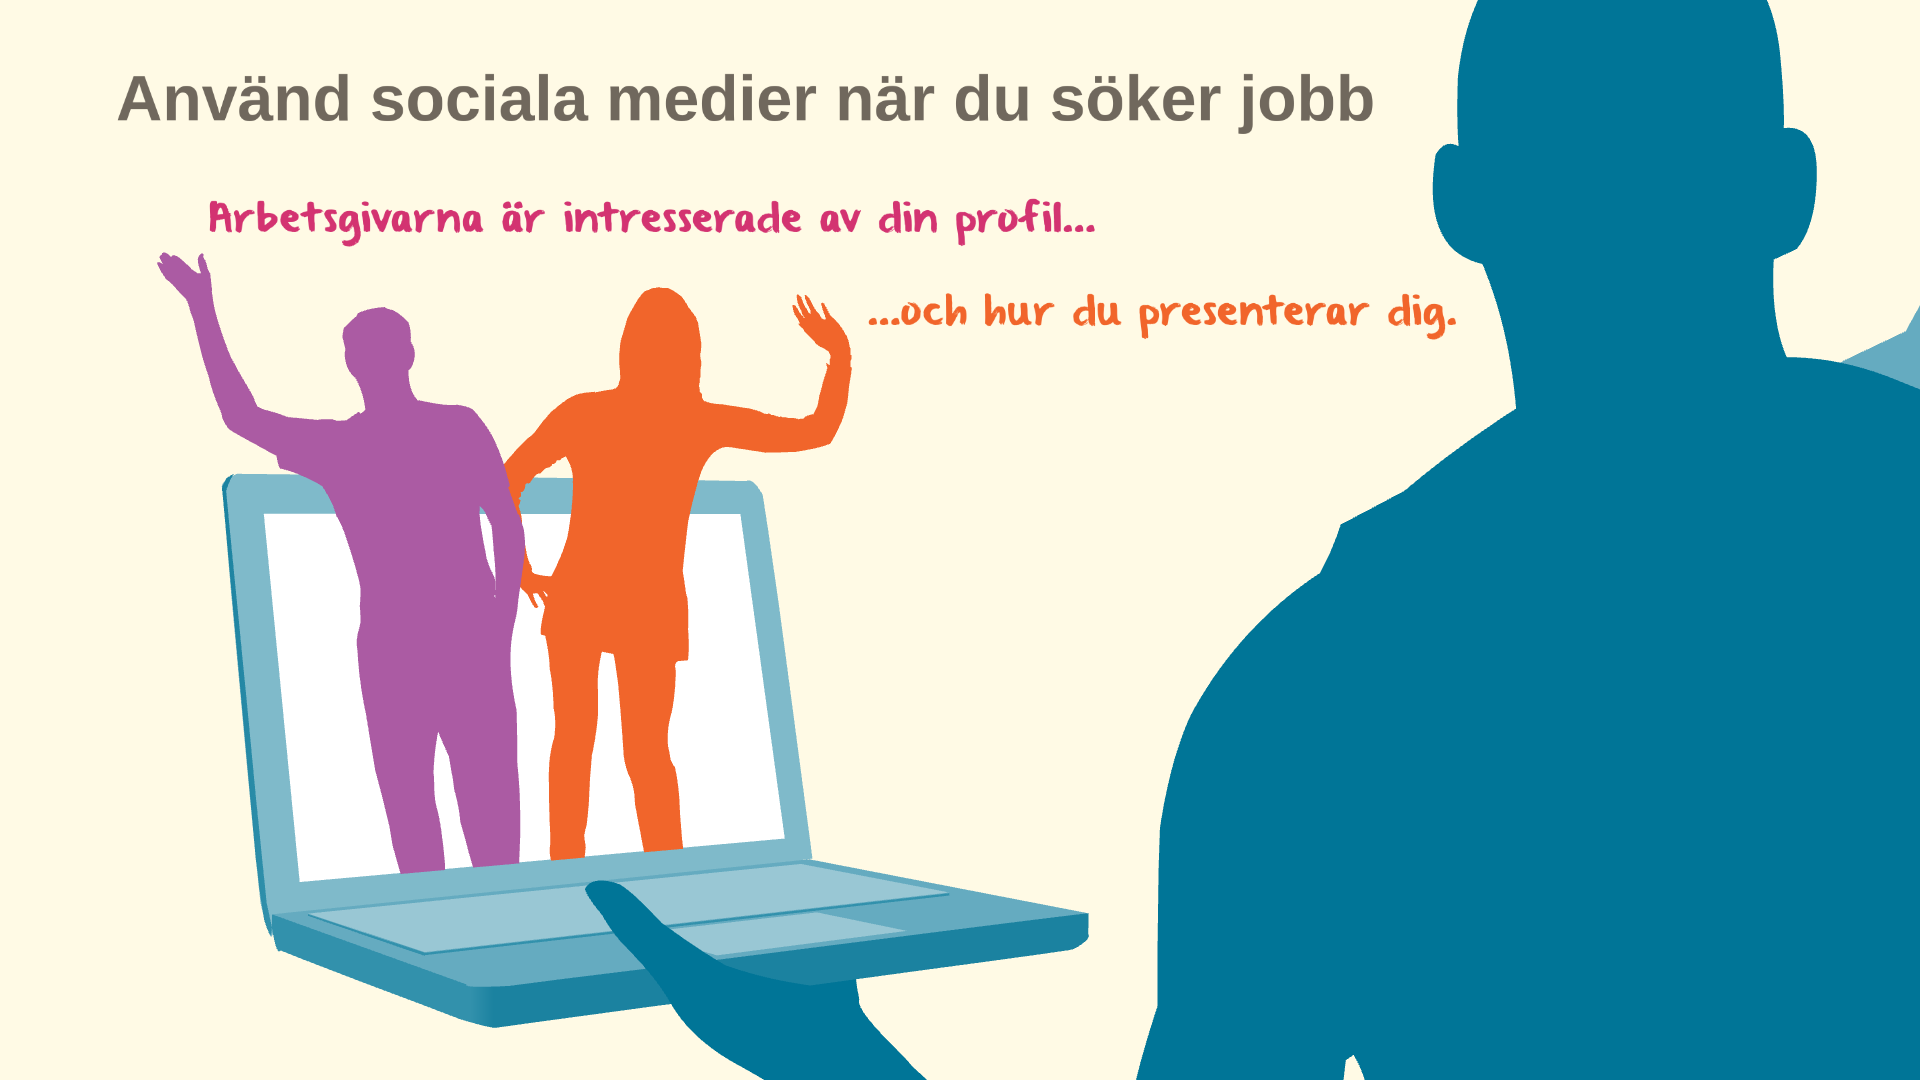 Använd sociala medier när du söker jobb
Arbetsgivarna är intresserade av din profil...
...och hur du presenterar dig.